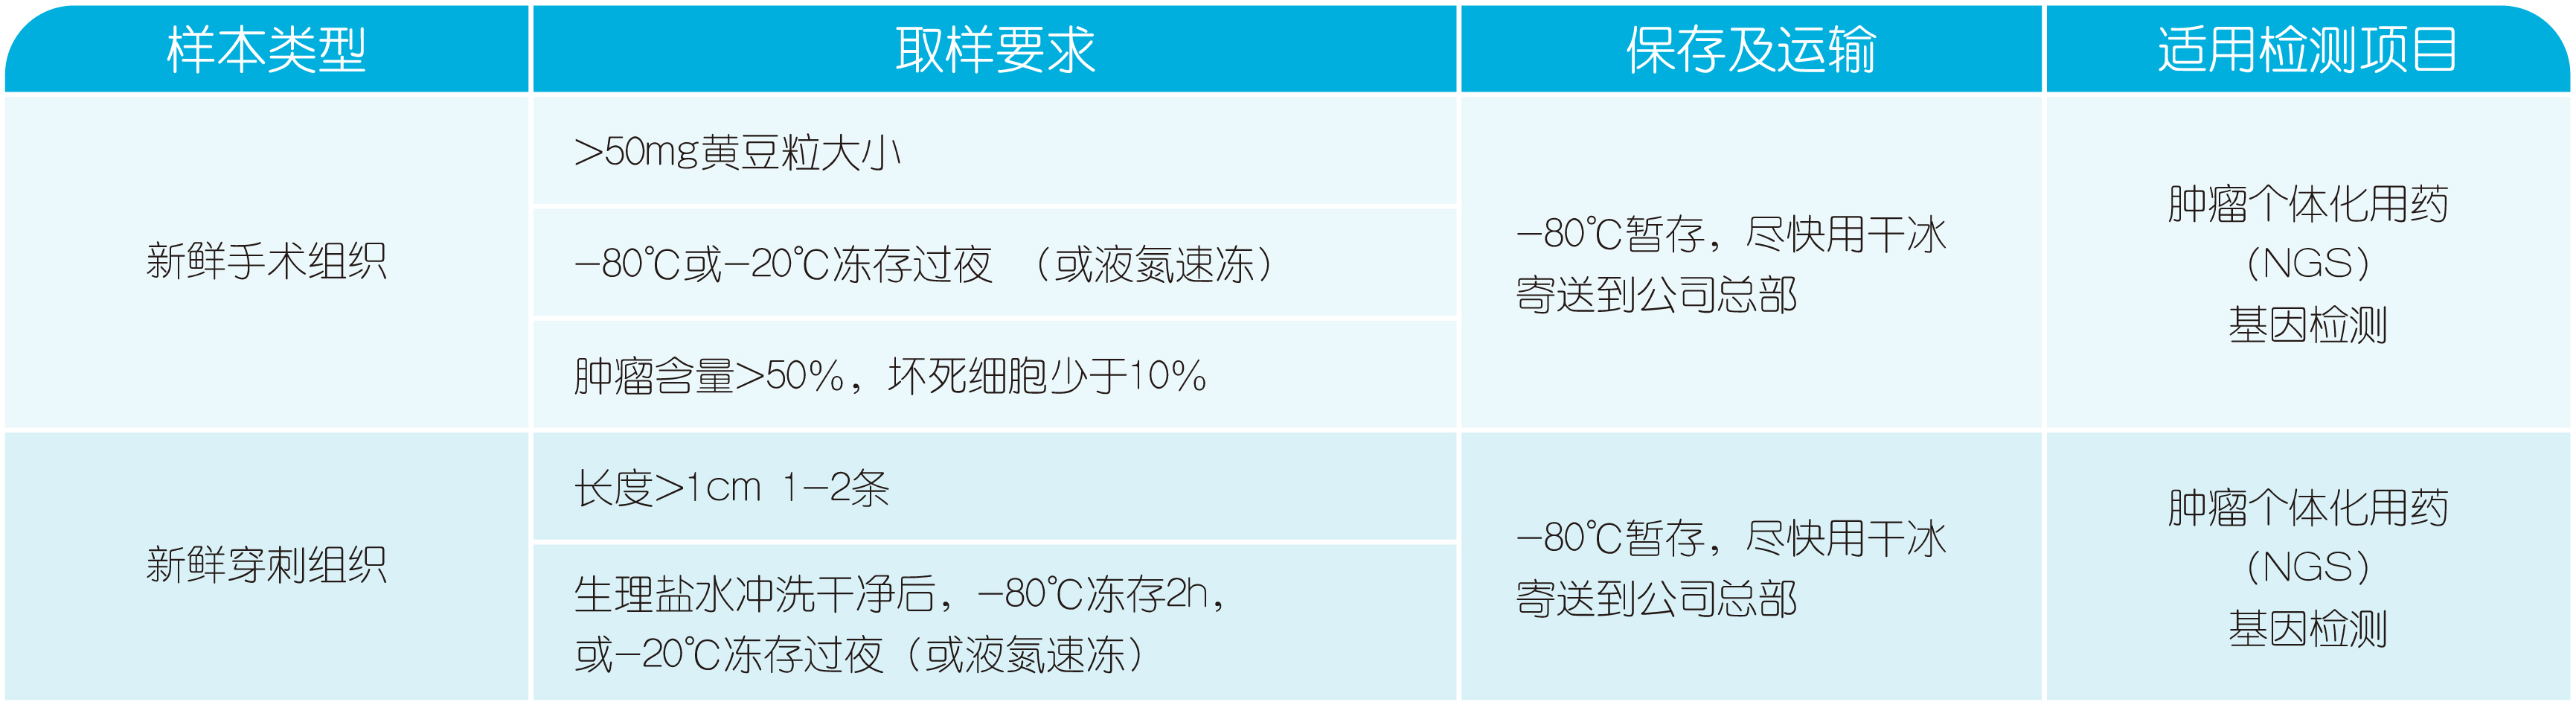 样本类型
取样要求
保存及运输
适用检测项目
新鲜手术组织
>50mg黄豆粒大小
-80℃或-20℃冻存过夜 （或液氮速冻）
肿瘤含量>50%，坏死细胞少于10%
-80℃暂存，尽快用干冰
寄送到公司总部
肿瘤个体化用药
（NGS）
基因检测
新鲜穿刺组织
长度>1cm 1-2条
生理盐水冲洗干净后，-80℃冻存2h，
或-20℃冻存过夜（或液氮速冻）
-80℃暂存，尽快用干冰
寄送到公司总部
肿瘤个体化用药
（NGS）
基因检测